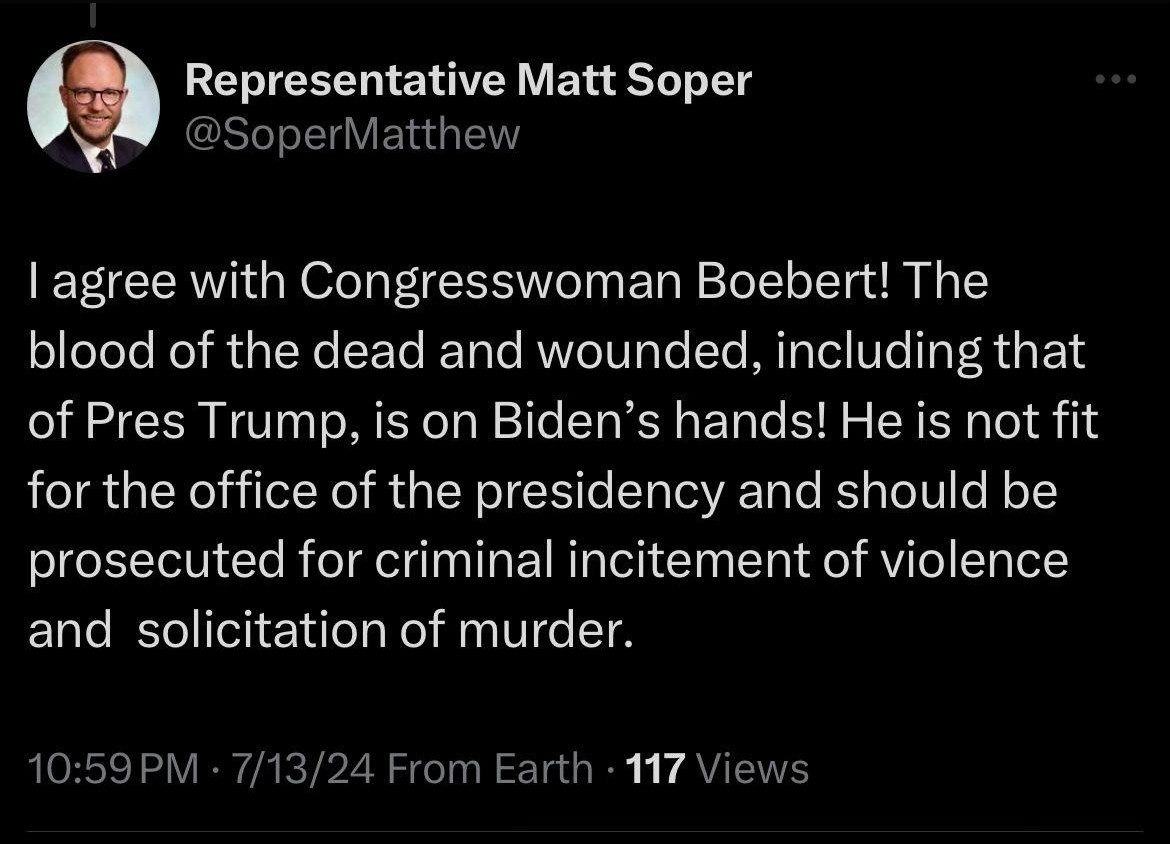 Representative Matt Soper
@SoperMatthew
I agree with Congresswoman Boebert! The
blood of the dead and wounded, including that
of Pres Trump, is on Biden’s hands! He is not fit
for the office of the presidency and should be
prosecuted for criminal incitement of violence
and  solicitation of murder.
10:59 PM · 7/13/24 From Earth · 117 Views